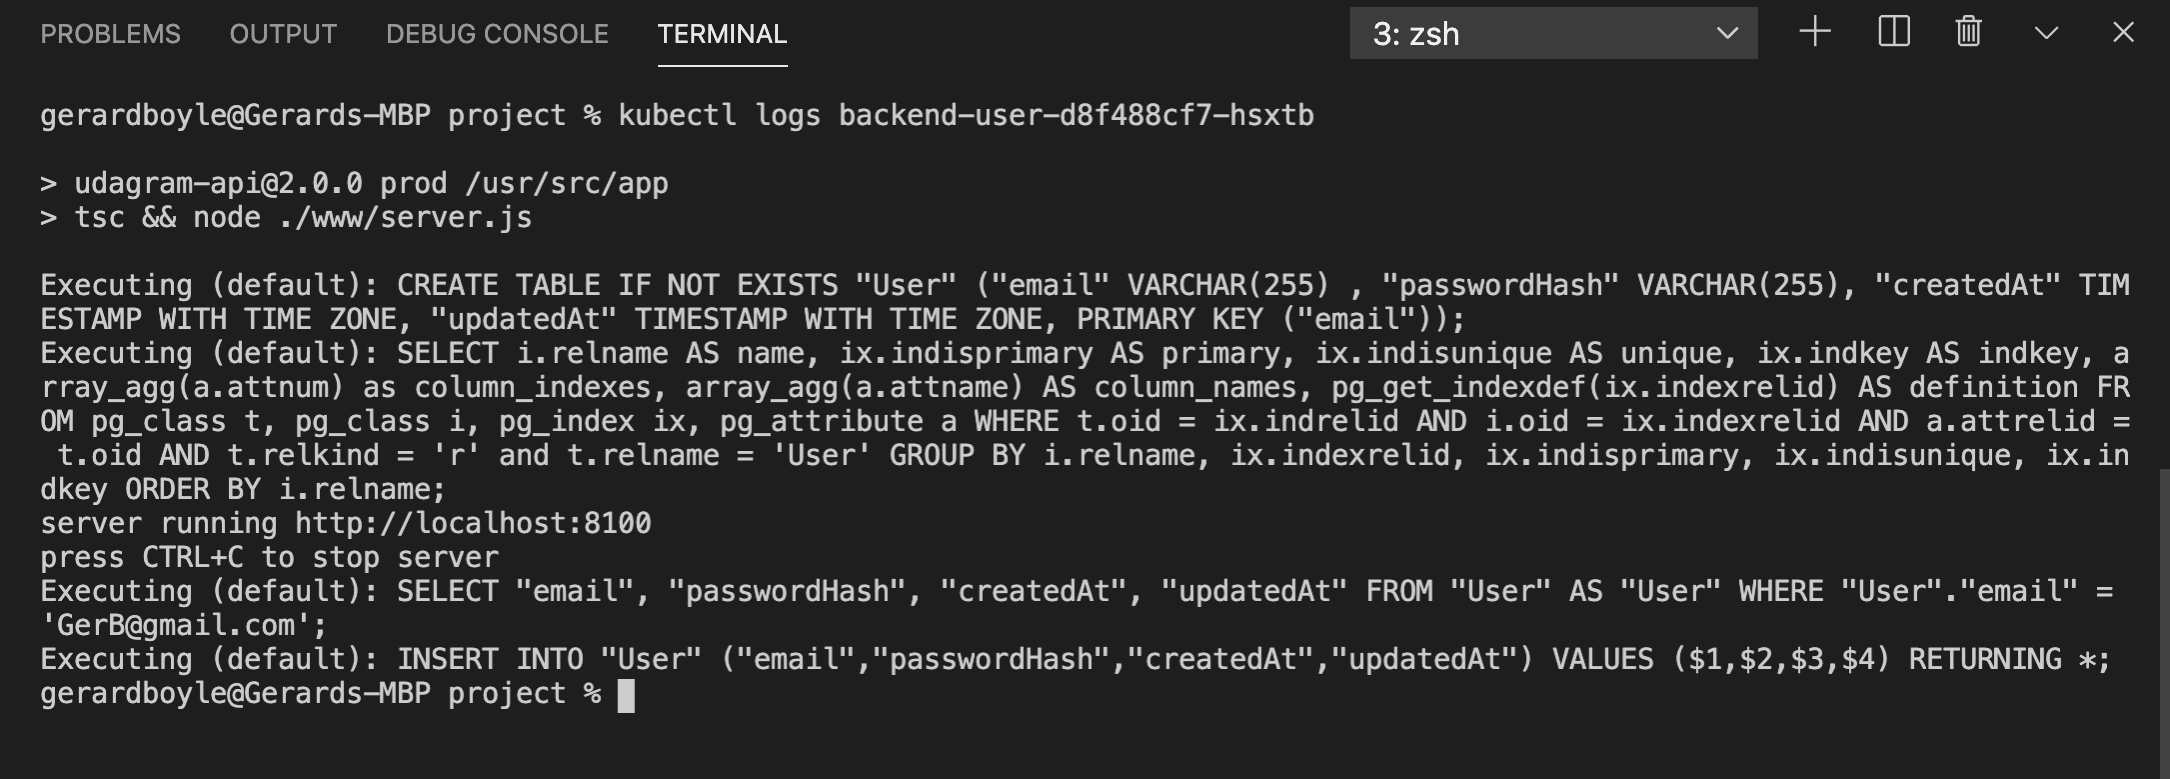 PROBLEMS OUTPUT DEBUG CONSOLE TERMINAL 3: zsh
gerardboyle@Gerards-MBP project % kubectl logs backend-user-d8f488cf7-hsxtb
> udagram-api@2.0.0 prod /usr/src/app
> tsc && node ./www/server.js
Executing (default): CREATE TABLE IF NOT EXISTS "User" ("email" VARCHAR(255) , "passwordHash" VARCHAR(255), "createdAt" TIM
ESTAMP WITH TIME ZONE, "updatedAt" TIMESTAMP WITH TIME ZONE, PRIMARY KEY ("email"));
Executing (default): SELECT i.relname AS name, ix.indisprimary AS primary, ix.indisunique AS unique, ix.indkey AS indkey, a
rray_agg(a.attnum) as column_indexes, array_agg(a.attname) AS column_names, pg_get_indexdef(ix.indexrelid) AS definition FR
OM pg_class t, pg_class i, pg_index ix, pg_attribute a WHERE t.oid = ix.indrelid AND i.oid = ix.indexrelid AND a.attrelid =
 t.oid AND t.relkind = 'r' and t.relname = 'User' GROUP BY i.relname, ix.indexrelid, ix.indisprimary, ix.indisunique, ix.in
dkey ORDER BY i.relname;
server running http://localhost:8100
press CTRL+C to stop server
Executing (default): SELECT "email", "passwordHash", "createdAt", "updatedAt" FROM "User" AS "User" WHERE "User"."email" =
'GerB@gmail.com';
Executing (default): INSERT INTO "User" ("email","passwordHash","createdAt","updatedAt") VALUES ($1,$2,$3,$4) RETURNING *;
gerardboyle@Gerards-MBP project %